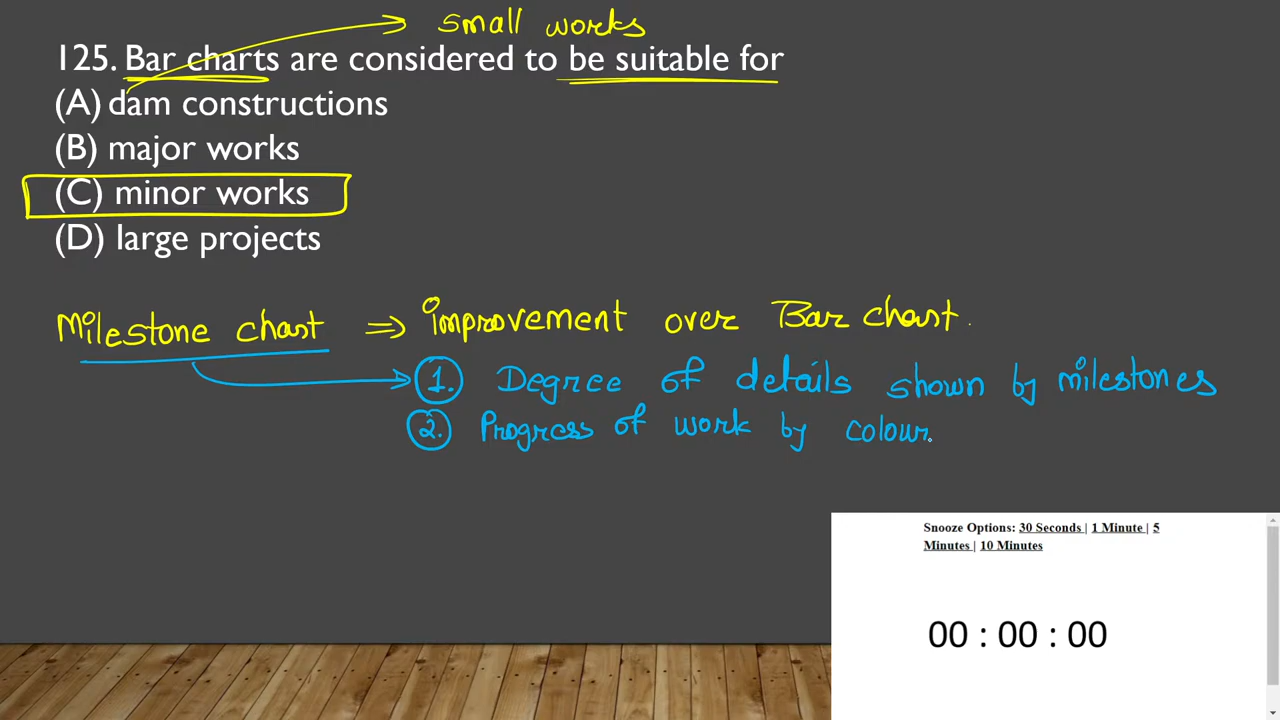 small works
125. Bar charts are considered to be suitable for
(A) dam constructions
(B) major works
(C) minor works
(D) large projects
Milestone chart ⇒ improvement over Bar chart.
1. Degree of details shown by milestones
2. Progress of work by colour
Snooze Options: 30 Seconds | 1 Minute | 5
Minutes | 10 Minutes
00 : 00 : 00